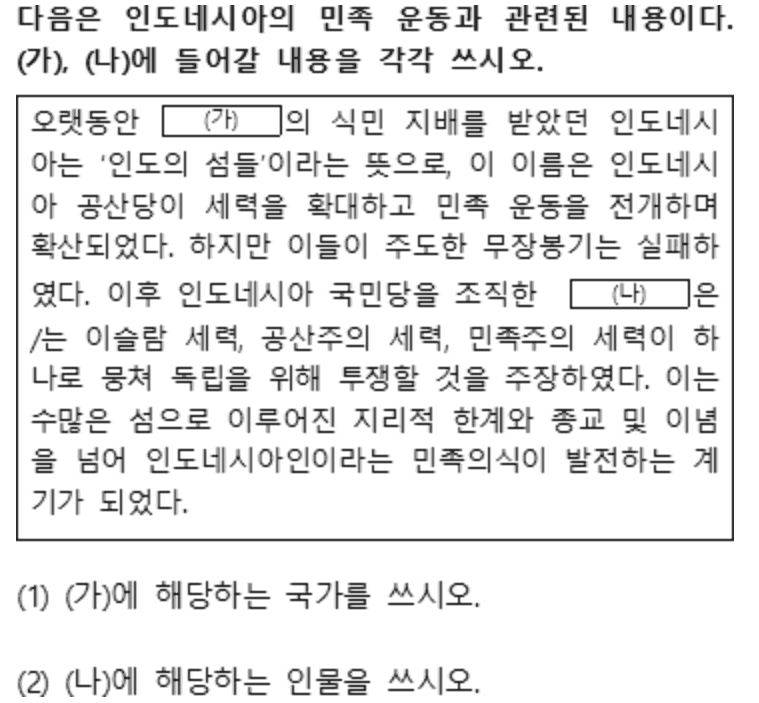 다음은 인도네시아의 민족 운동과 관련된 내용이다.
(가), (나)에 들어갈 내용을 각각 쓰시오.
오랫동안 (가) 의 식민 지배를 받았던 인도네시
아는 '인도의 섬들'이라는 뜻으로, 이 이름은 인도네시
아 공산당이 세력을 확대하고 민족 운동을 전개하며
확산되었다. 하지만 이들이 주도한 무장봉기는 실패하
였다. 이후 인도네시아 국민당을 조직한 (나) 은
/는 이슬람 세력, 공산주의 세력, 민족주의 세력이 하
나로 뭉쳐 독립을 위해 투쟁할 것을 주장하였다. 이는
수많은 섬으로 이루어진 지리적 한계와 종교 및 이념
을 넘어 인도네시아인이라는 민족의식이 발전하는 계
기가 되었다.
(1) (가)에 해당하는 국가를 쓰시오.
(2) (나)에 해당하는 인물을 쓰시오.